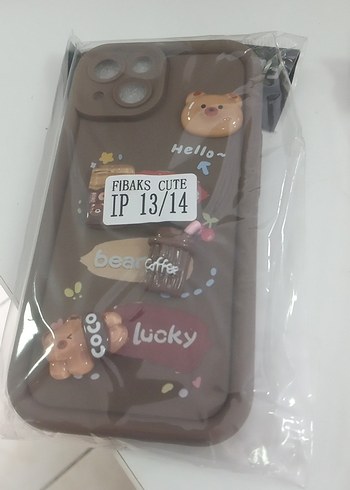 Hello~
FIBAKS CUTE
IP 13/14
bear
coffee
COCO
lucky